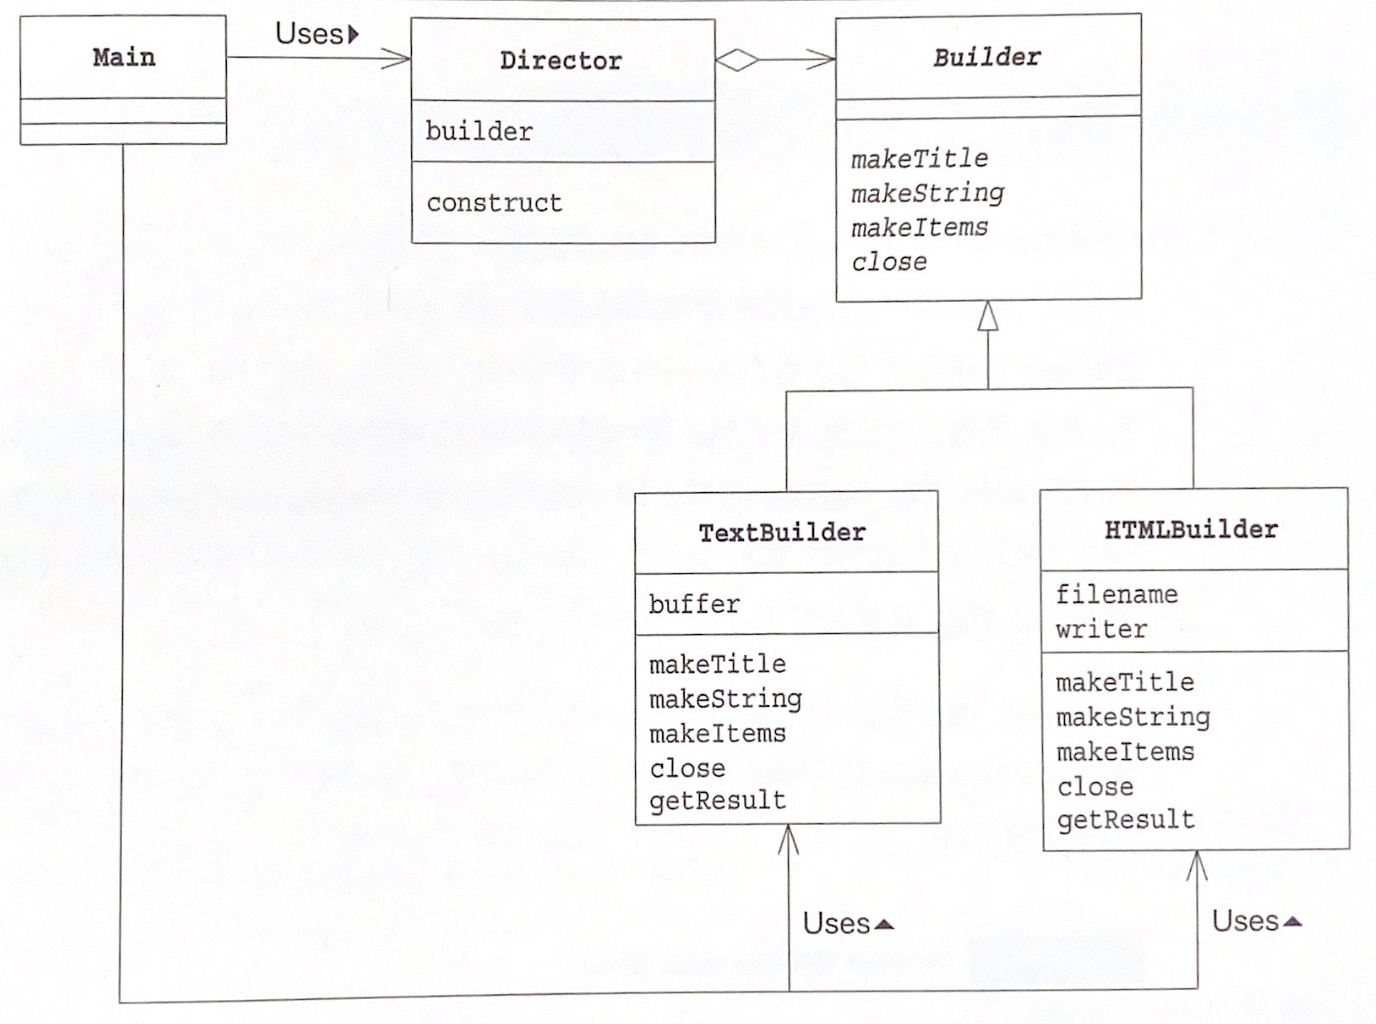 Main
Uses
Director
builder
construct
Builder
makeTitle
makeString
makeItems
close
TextBuilder
buffer
makeTitle
makeString
makeItems
close
getResult
HTMLBuilder
filename
writer
makeTitle
makeString
makeItems
close
getResult
Uses
Uses